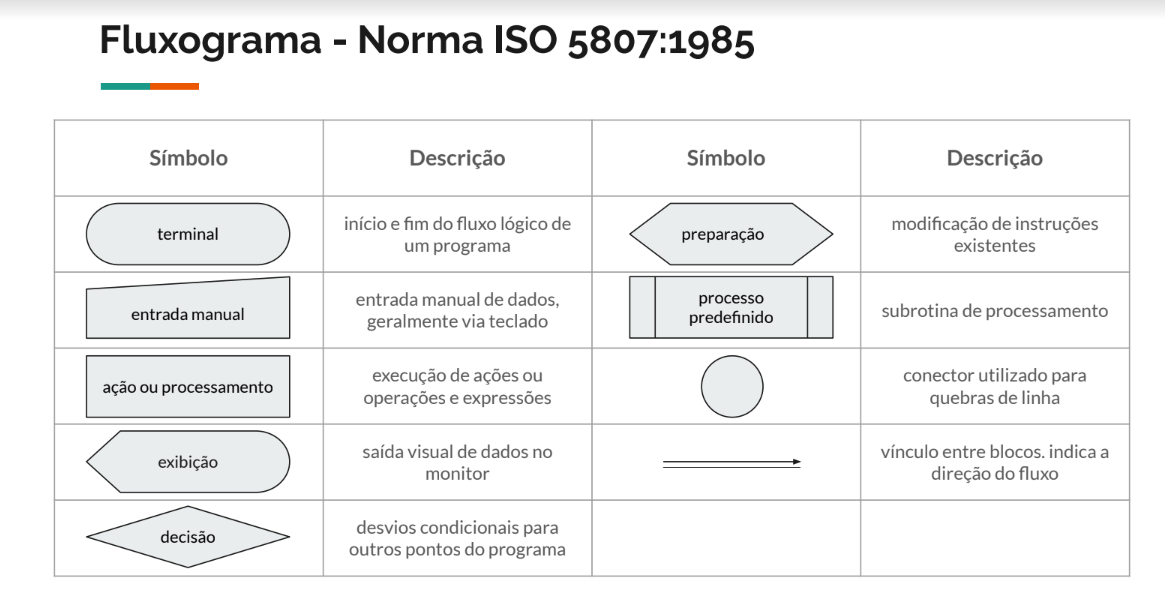 Fluxograma - Norma ISO 5807:1985
Símbolo
Descrição
Símbolo
Descrição
terminal
início e fim do fluxo lógico de
um programa
preparação
modificação de instruções
existentes
entrada manual
entrada manual de dados,
geralmente via teclado
processo
predefinido
subrotina de processamento
ação ou processamento
execução de ações ou
operações e expressões
conector utilizado para
quebras de linha
exibição
saída visual de dados no
monitor
vínculo entre blocos. indica a
direção do fluxo
decisão
desvios condicionais para
outros pontos do programa